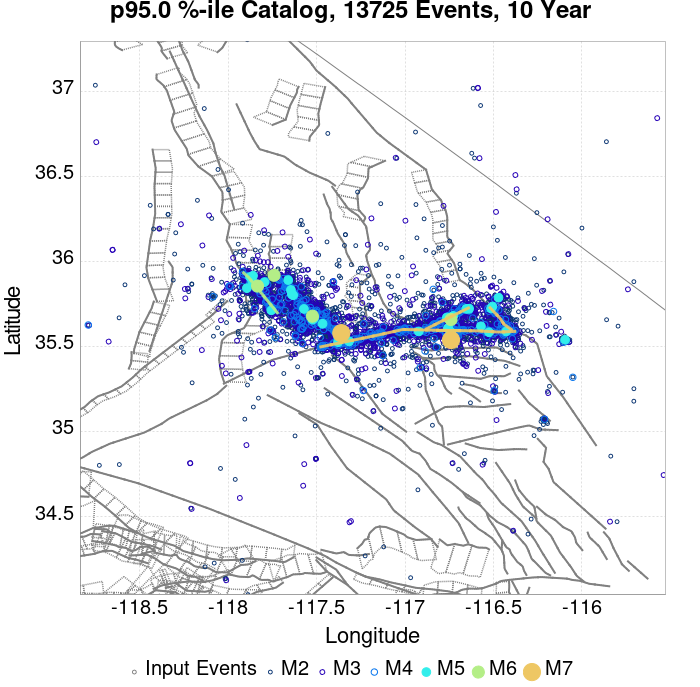 p95.0 %-ile Catalog, 13725 Events, 10 Year
37
36.5
36
35.5
35
34.5
Latitude
-118.5 -118 -117.5 -117 -116.5 -116
Longitude
Input Events M2 M3 M4 M5 M6 M7